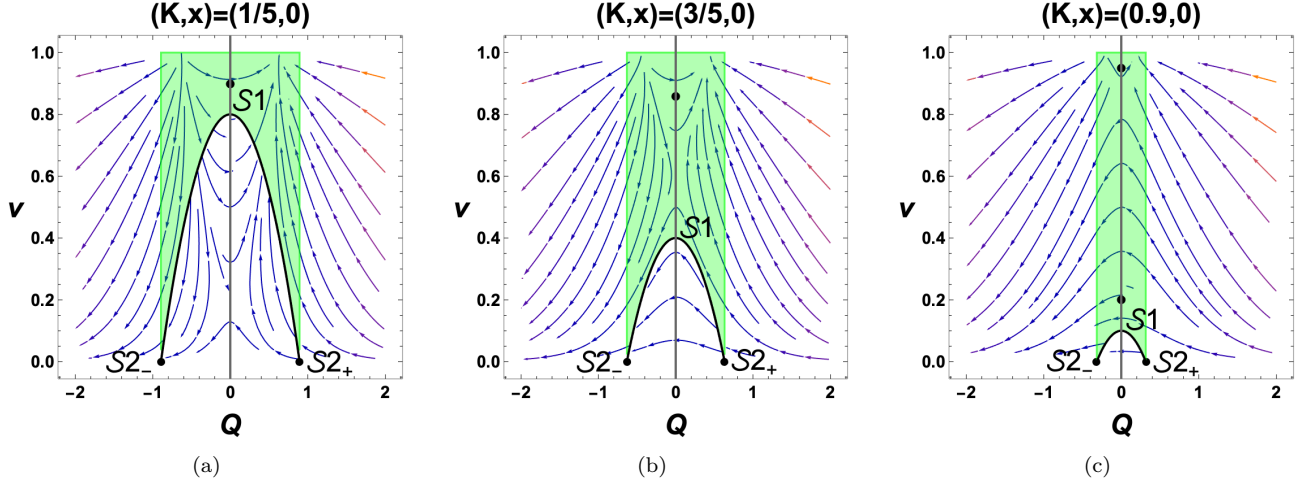 (K,x)=(1/5,0)
1.0
0.8
0.6
0.4
0.2
0.0
v
S1
S2₋
S2₊
−2
−1
0
1
2
Q
(a)
(K,x)=(3/5,0)
1.0
0.8
0.6
0.4
0.2
0.0
v
S1
S2₋
S2₊
−2
−1
0
1
2
Q
(b)
(K,x)=(0.9,0)
1.0
0.8
0.6
0.4
0.2
0.0
v
S1
S2₋
S2₊
−2
−1
0
1
2
Q
(c)